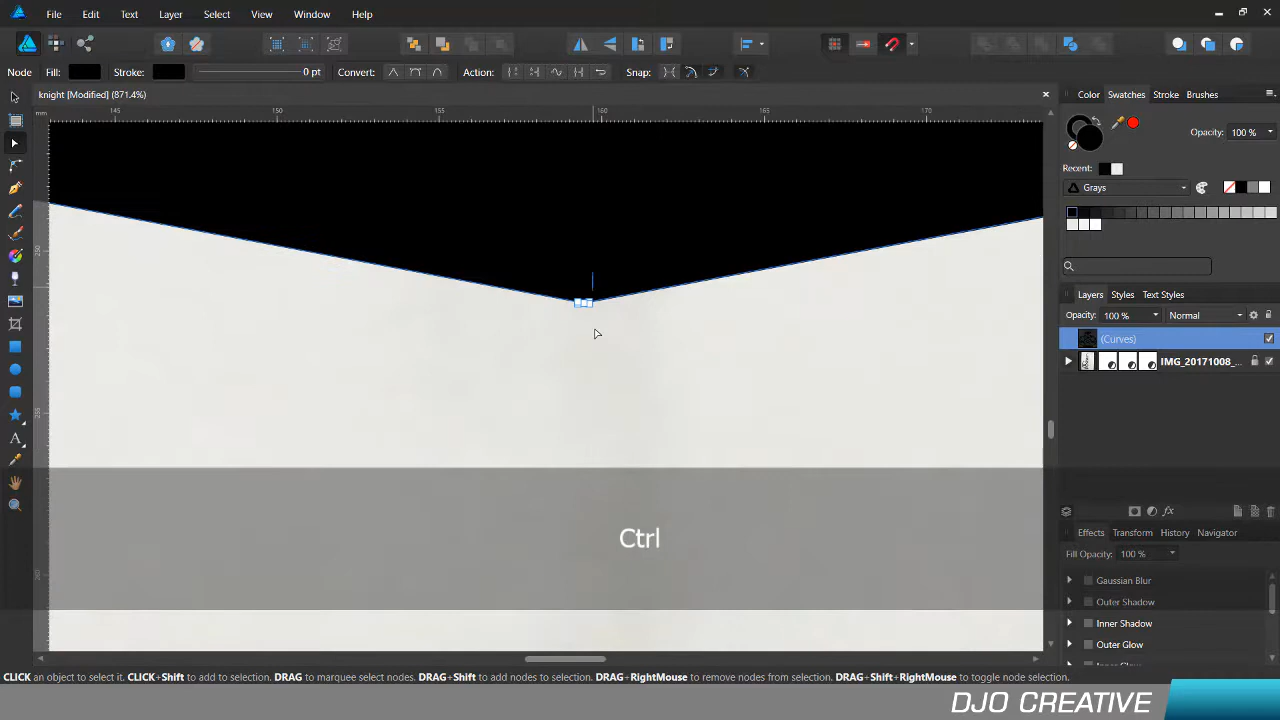 File Edit Text Layer Select View Window Help
Node Fill: Stroke: 0 pt Convert: Action: Snap:
knight [Modified] (871.4%)
mm 145 150 155 160 165 170
250
255
Color Swatches Stroke Brushes
Opacity: 100 %
Recent:
Grays
Layers Styles Text Styles
Opacity: 100 % Normal
(Curves)
IMG_20171008_...
Ctrl
Effects Transform History Navigator
Fill Opacity: 100 %
Gaussian Blur
Outer Shadow
Inner Shadow
Outer Glow
CLICK an object to select it. CLICK+Shift to add to selection. DRAG to marquee select nodes. DRAG+Shift to add nodes to selection. DRAG+RightMouse to remove nodes from selection. DRAG+Shift+RightMouse to toggle node selection.
DJO CREATIVE